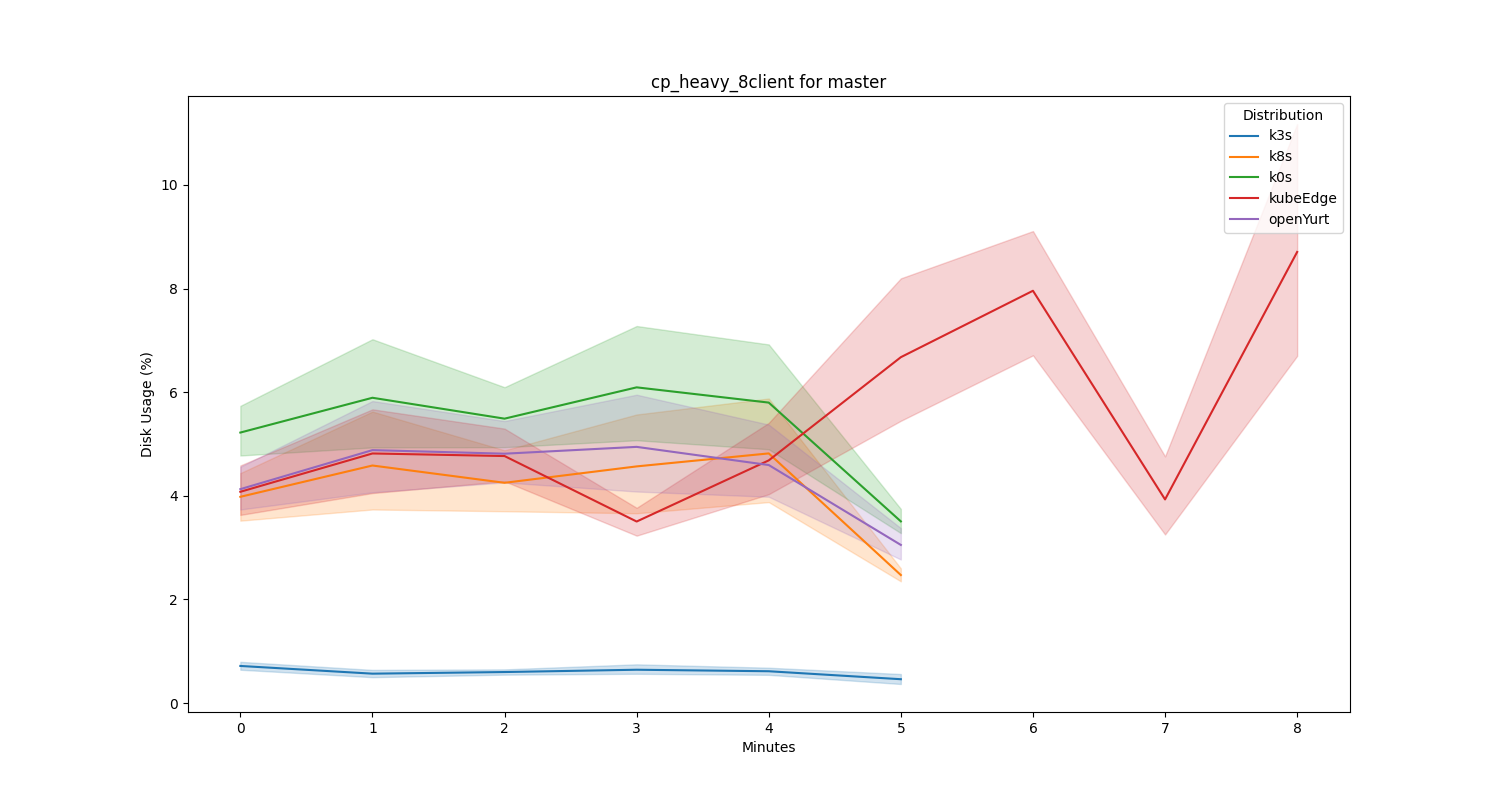 cp_heavy_8client for master
Distribution
k3s
k8s
k0s
kubeEdge
openYurt
Disk Usage (%)
10
8
6
4
2
0
0 1 2 3 4 5 6 7 8
Minutes